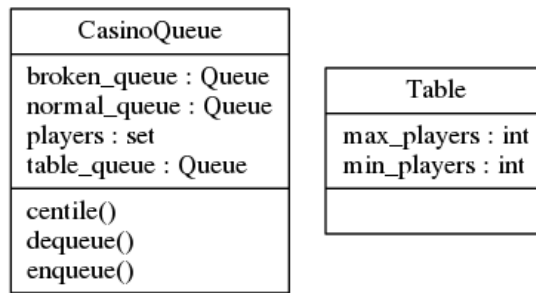 CasinoQueue
broken_queue : Queue
normal_queue : Queue
players : set
table_queue : Queue
centile()
dequeue()
enqueue()
Table
max_players : int
min_players : int